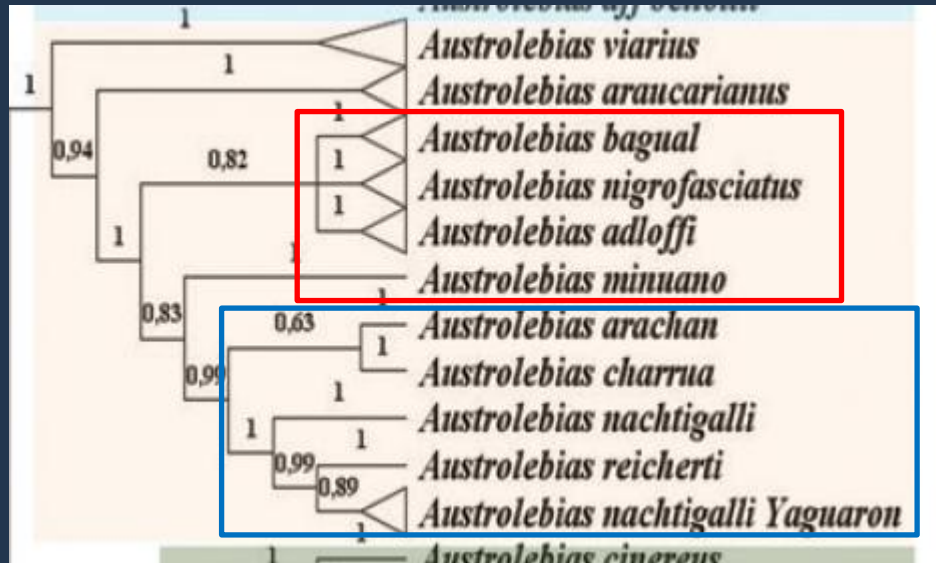 1
Austrolebias viarius
1
1
Austrolebias araucarianus
1
Austrolebias bagual
0,94
0,82
1
Austrolebias nigrofasciatus
1
Austrolebias adloffi
1
1
Austrolebias minuano
1
0,83
0,63
Austrolebias arachan
1
0,99
Austrolebias charrua
1
Austrolebias nachtigalli
1
1
0,99
Austrolebias reicherti
0,89
Austrolebias nachtigalli Yaguaron
1
1
Austrolebias cinereus